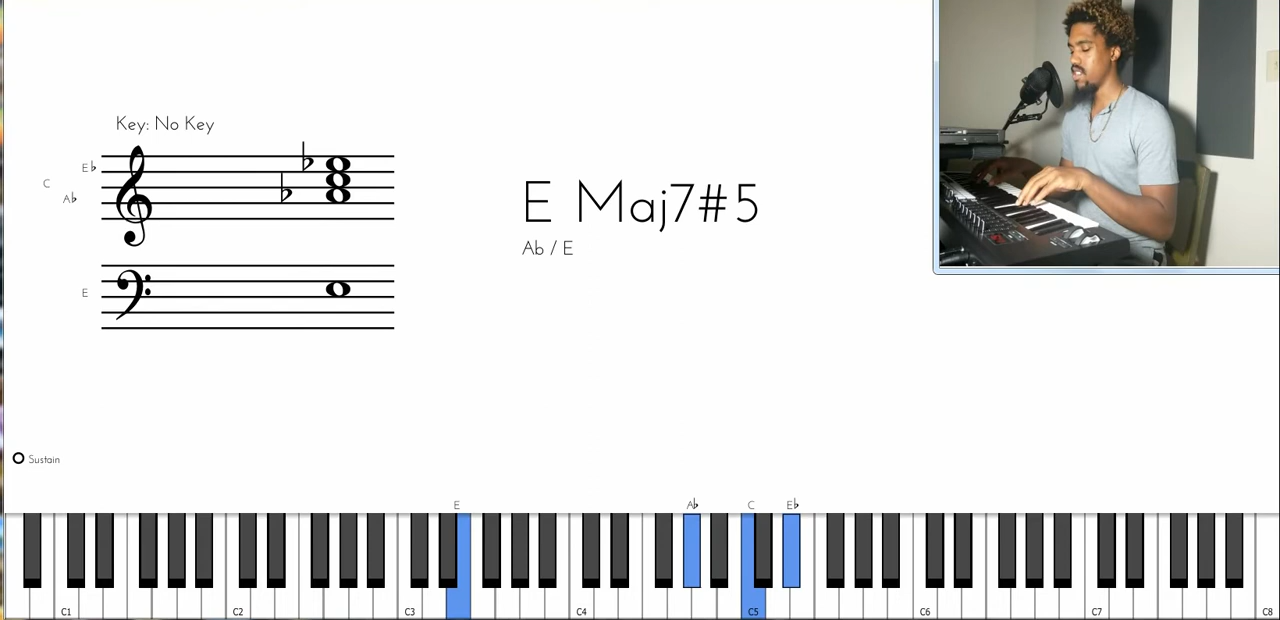 Key: No Key
E♭
C
A♭
E
E Maj7#5
Ab / E
Sustain
E A♭ C E♭
C1 C2 C3 C4 C5 C6 C7 C8